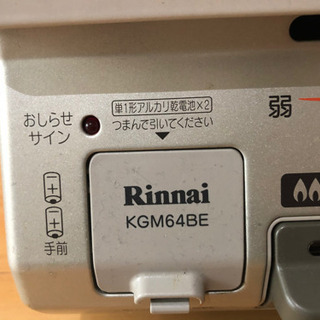 単1形アルカリ乾電池×2
つまんで引いてください
おしらせ
サイン
弱
Rinnai
KGM64BE
手前